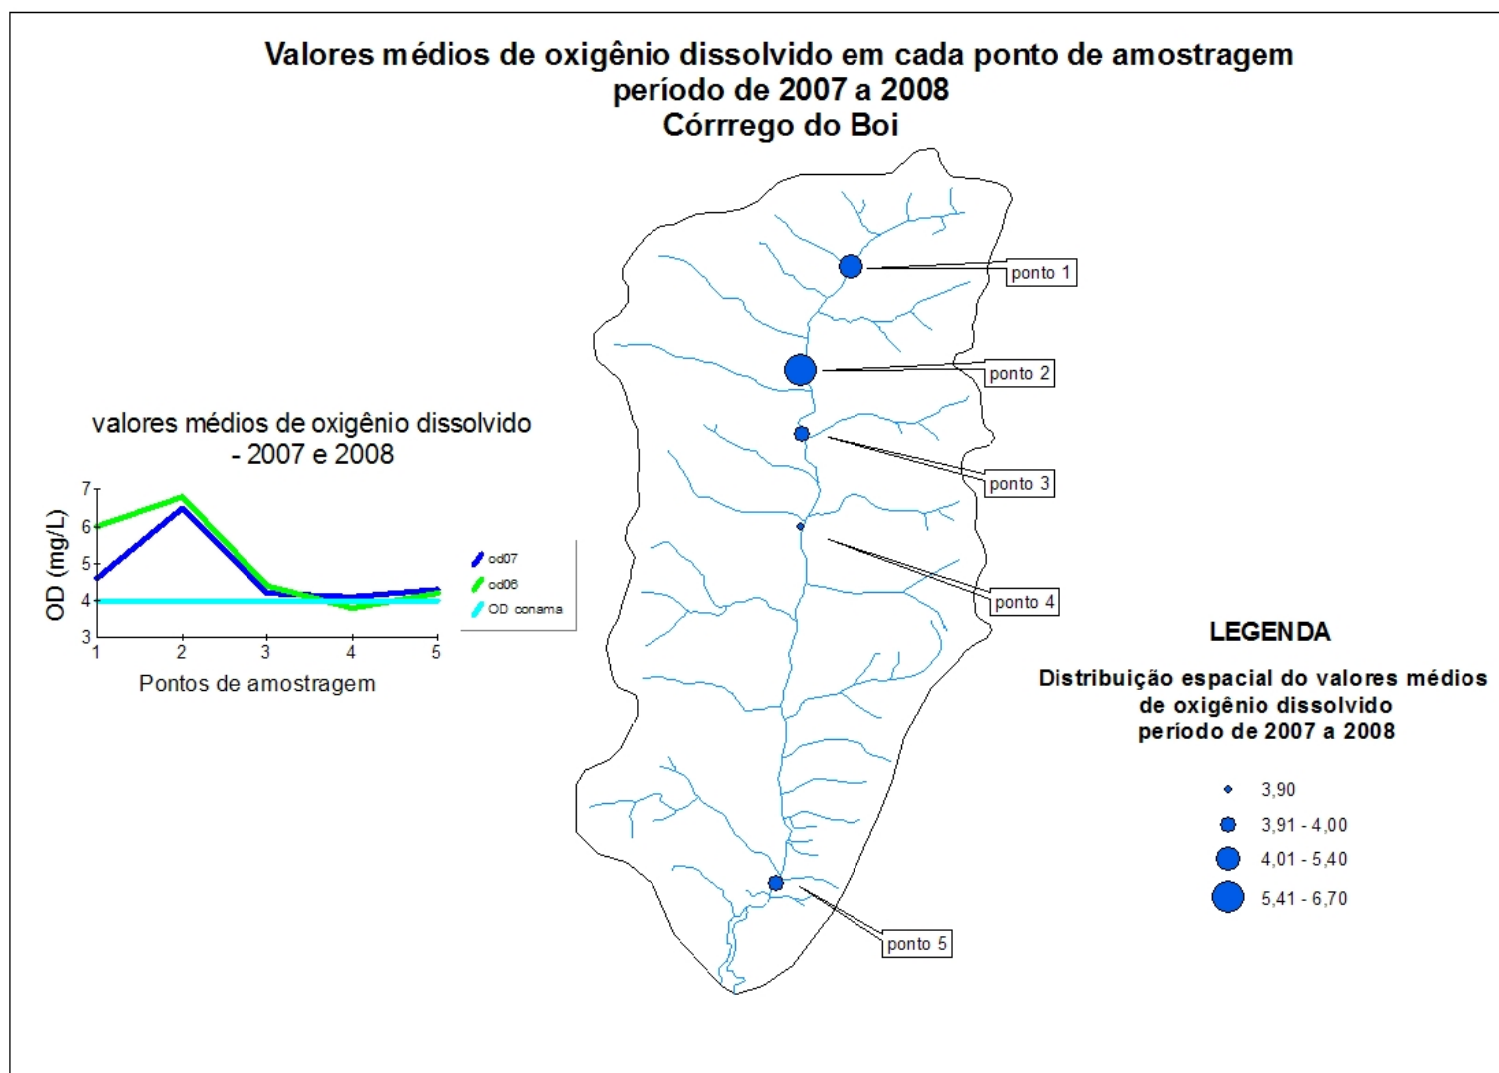 Valores médios de oxigênio dissolvido em cada ponto de amostragem
período de 2007 a 2008
Córrrego do Boi
ponto 1
ponto 2
ponto 3
ponto 4
ponto 5
valores médios de oxigênio dissolvido
- 2007 e 2008
OD (mg/L)
7
6
5
4
3
1 2 3 4 5
Pontos de amostragem
od07
od08
OD conama
LEGENDA
Distribuição espacial do valores médios
de oxigênio dissolvido
período de 2007 a 2008
3,90
3,91 - 4,00
4,01 - 5,40
5,41 - 6,70